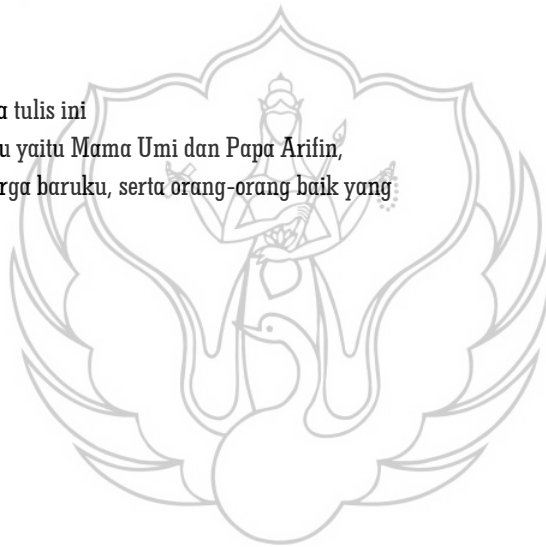 a tulis ini
u yaitu Mama Umi dan Papa Arifin,
rga baruku, serta orang-orang baik yang